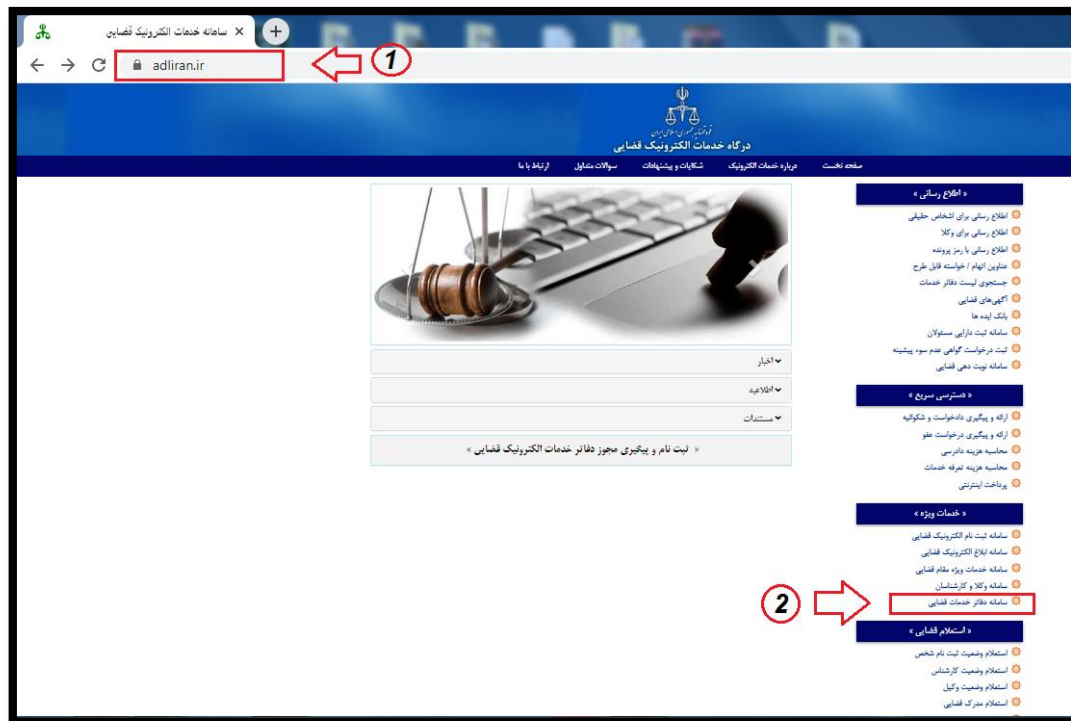 سامانه خدمات الکترونیک قضایی
adliran.ir
1
قوه قضاییه جمهوری اسلامی ایران
درگاه خدمات الکترونیک قضایی
صفحه نخست درباره خدمات الکترونیک شکایات و پیشنهادات سوالات متداول ارتباط با ما
« اطلاع رسانی »
اطلاع رسانی برای اشخاص حقیقی
اطلاع رسانی برای وکلا
اطلاع رسانی با رمز پرونده
عناوین اتهام / خواسته قابل طرح
جستجوی لیست دفاتر خدمات
آگهی‌های قضایی
بانک ایده ها
سامانه ثبت دارایی مسئولان
ثبت درخواست گواهی عدم سوء پیشینه
سامانه نوبت دهی قضایی
اخبار
اطلاعیه
مستندات
« ثبت نام و پیگیری مجوز دفاتر خدمات الکترونیک قضایی »
« دسترسی سریع »
ارائه و پیگیری دادخواست و شکوائیه
ارائه و پیگیری درخواست عفو
محاسبه هزینه دادرسی
محاسبه هزینه تعرفه خدمات
پرداخت اینترنتی
« خدمات ویژه »
سامانه ثبت نام الکترونیک قضایی
سامانه ابلاغ الکترونیک قضایی
سامانه خدمات ویژه مقام قضایی
سامانه وکلا و کارشناسان
2
سامانه دفاتر خدمات قضایی
« استعلام قضایی »
استعلام وضعیت ثبت نام شخص
استعلام وضعیت کارشناس
استعلام وضعیت وکیل
استعلام مدرک قضایی